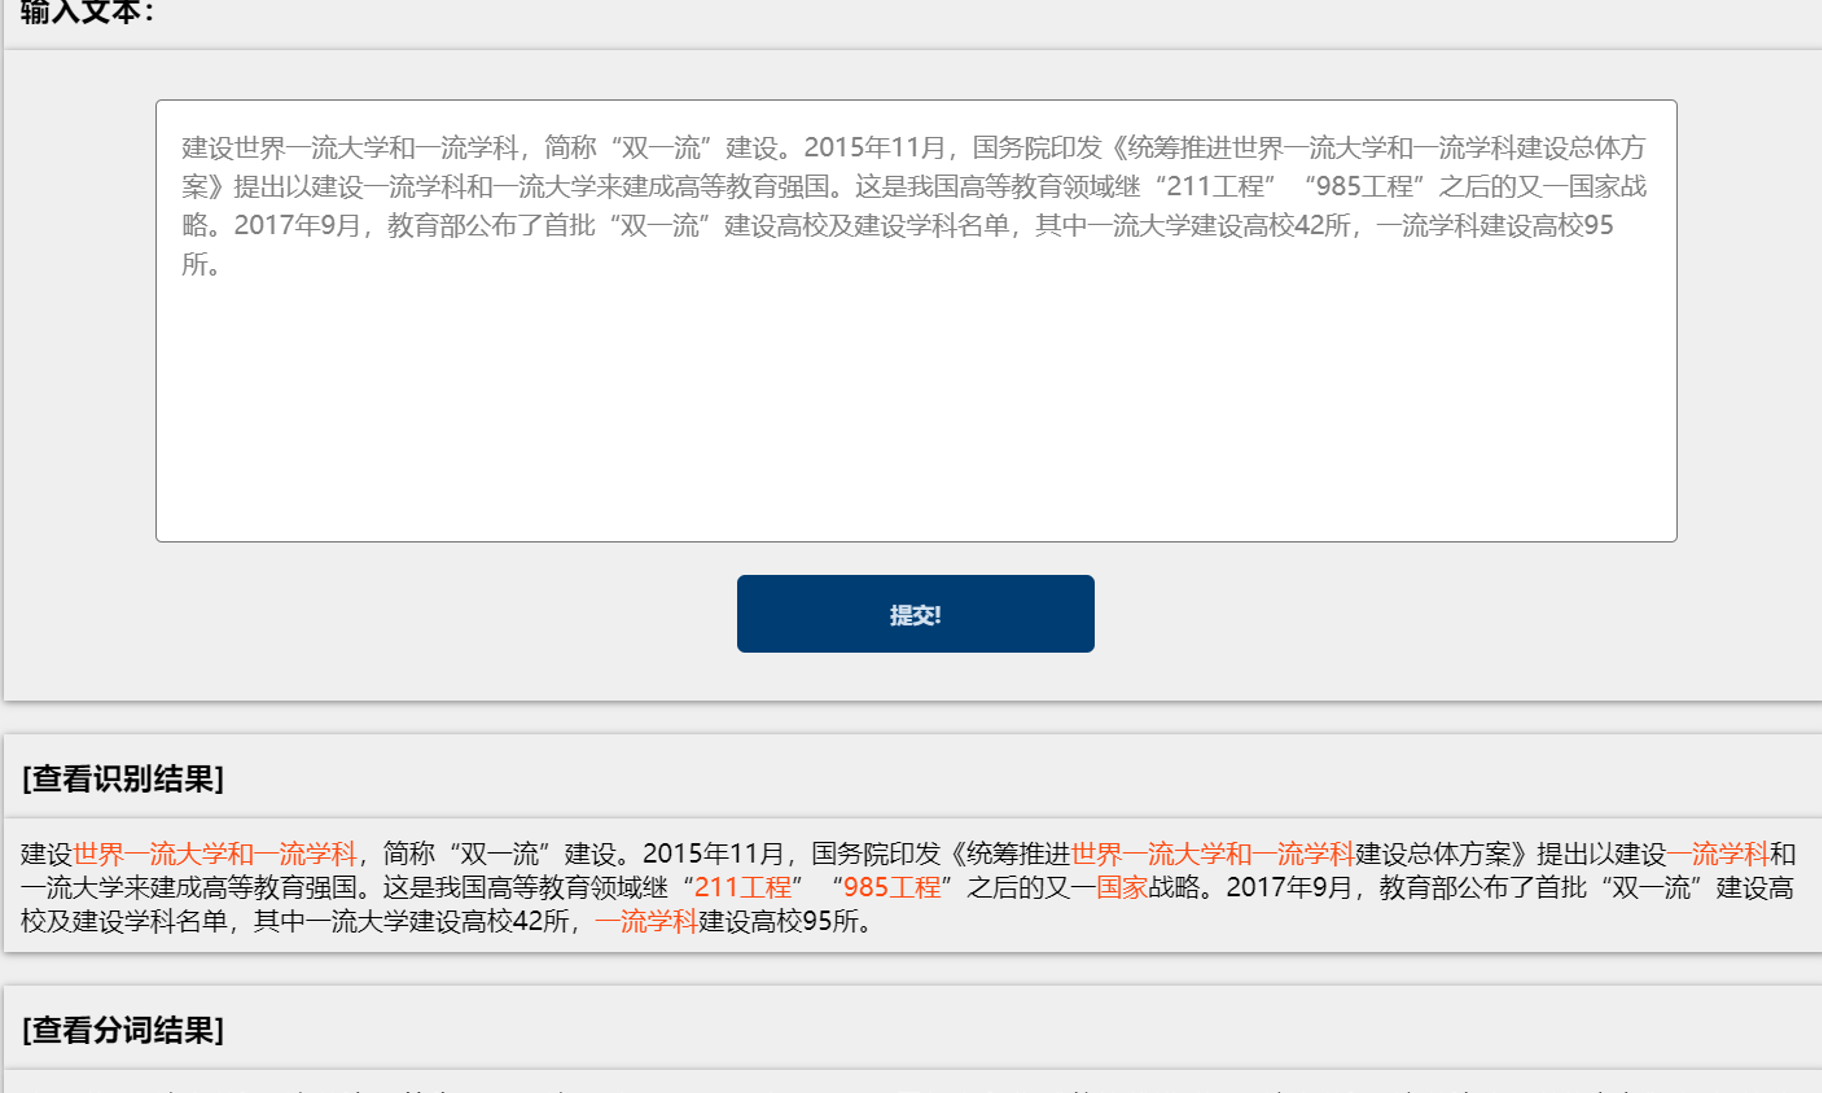 输入文本：
建设世界一流大学和一流学科，简称“双一流”建设。2015年11月，国务院印发《统筹推进世界一流大学和一流学科建设总体方
案》提出以建设一流学科和一流大学来建成高等教育强国。这是我国高等教育领域继“211工程” “985工程”之后的又一国家战
略。2017年9月，教育部公布了首批“双一流”建设高校及建设学科名单，其中一流大学建设高校42所，一流学科建设高校95
所。
提交!
[查看识别结果]
建设世界一流大学和一流学科，简称“双一流”建设。2015年11月，国务院印发《统筹推进世界一流大学和一流学科建设总体方案》提出以建设一流学科和
一流大学来建成高等教育强国。这是我国高等教育领域继“211工程” “985工程”之后的又一国家战略。2017年9月，教育部公布了首批“双一流”建设高
校及建设学科名单，其中一流大学建设高校42所，一流学科建设高校95所。
[查看分词结果]